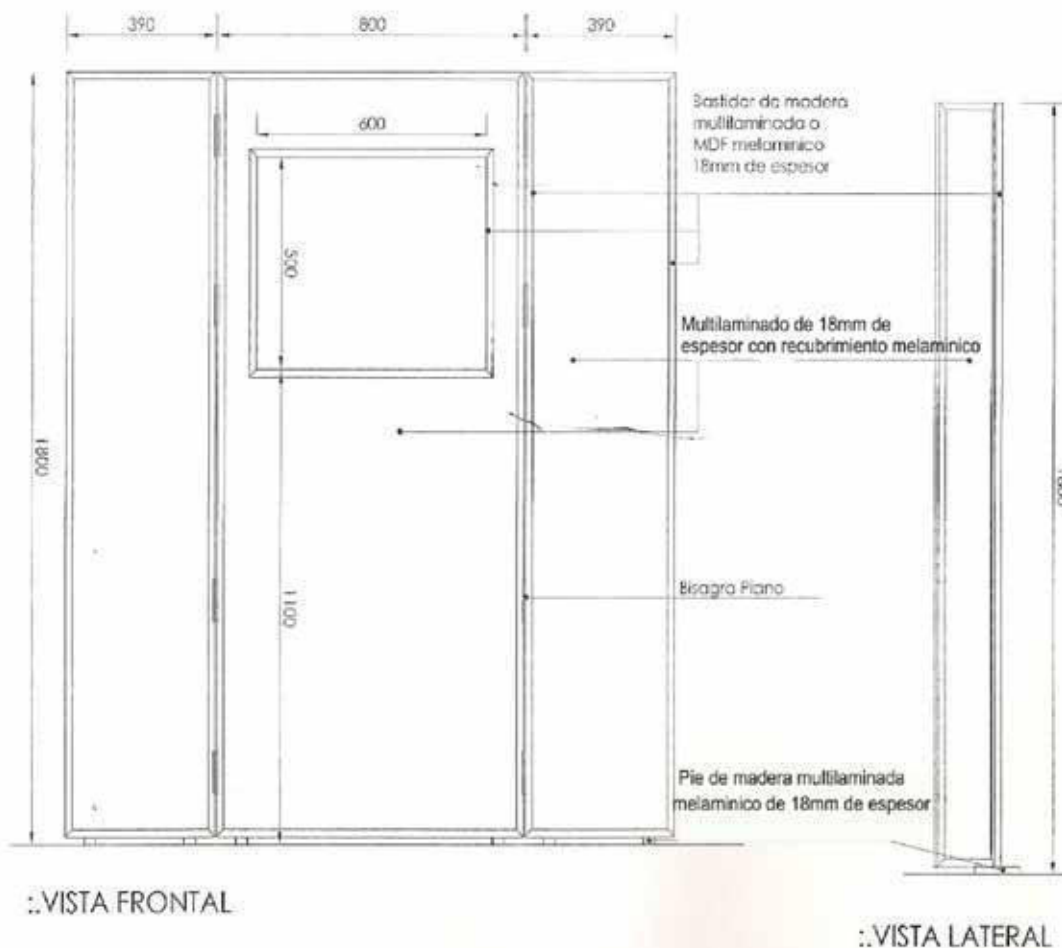 390
800
390
Bastidor de madera
multilaminada o
MDF melaminico
18mm de espesor
600
500
Multilaminado de 18mm de
espesor con recubrimiento melaminico
1800
1100
Bisagra Piano
Pie de madera multilaminada
melaminico de 18mm de espesor
:.VISTA FRONTAL
:.VISTA LATERAL